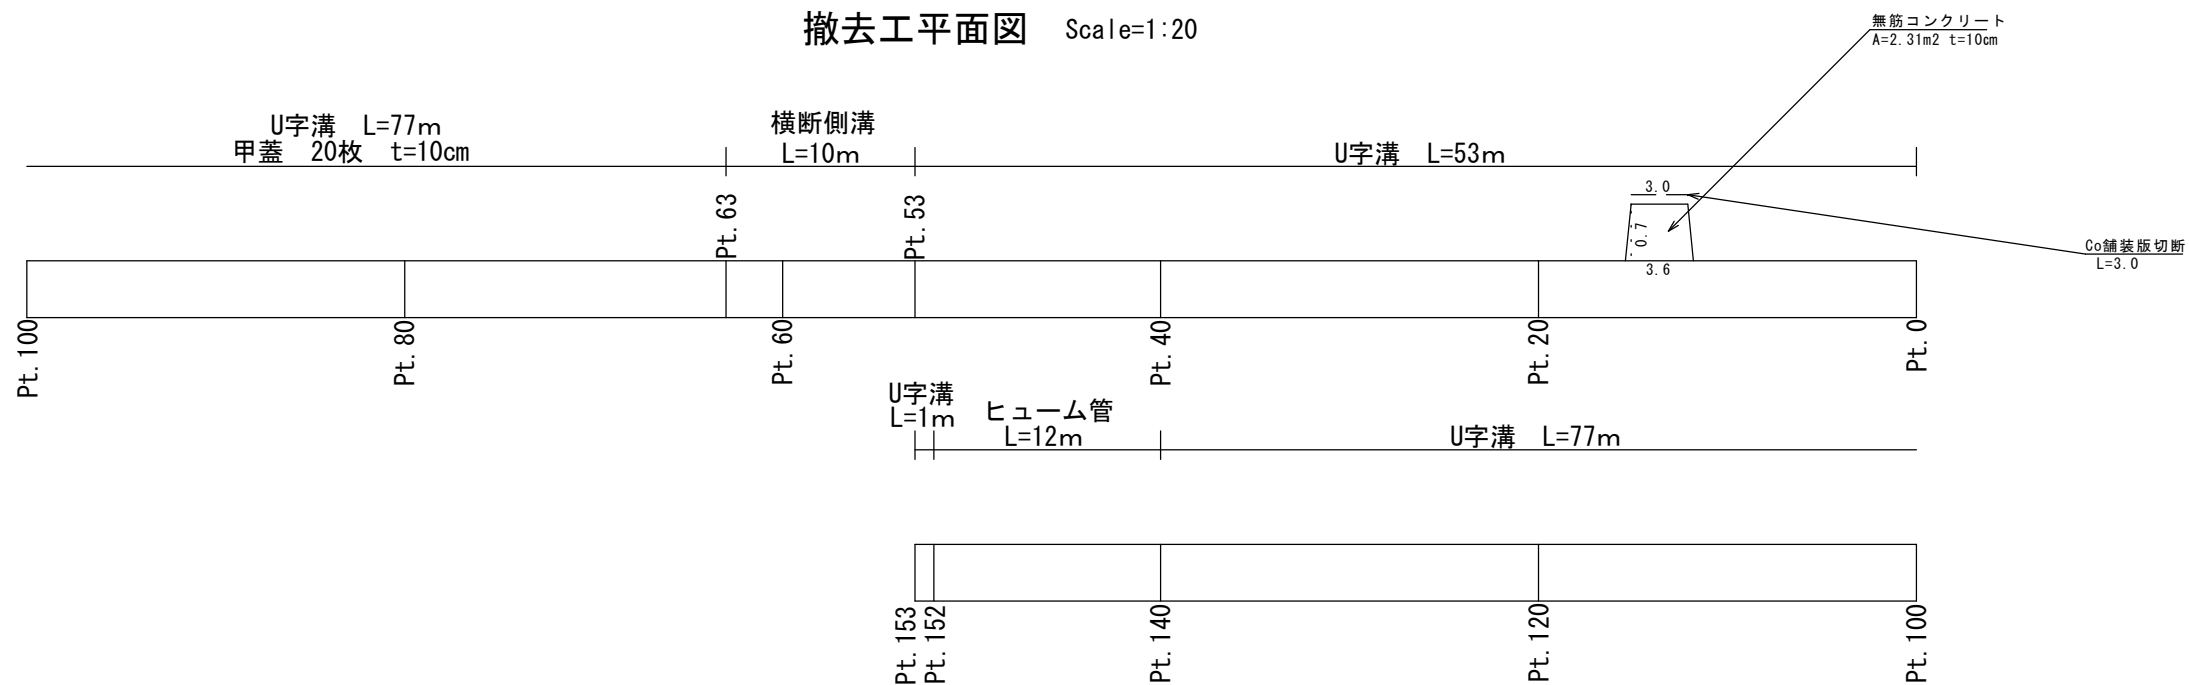 撤去工平面図 Scale=1:20
無筋コンクリート
A=2.31m2 t=10cm
U字溝 L=77m
甲蓋 20枚 t=10cm
横断側溝
L=10m
U字溝 L=53m
3.0
0.7
3.6
Co舗装版切断
L=3.0
Pt.63
Pt.53
Pt.100
Pt.80
Pt.60
Pt.40
Pt.20
Pt.0
U字溝
L=1m
ヒューム管
L=12m
U字溝 L=77m
Pt.153
Pt.152
Pt.140
Pt.120
Pt.100